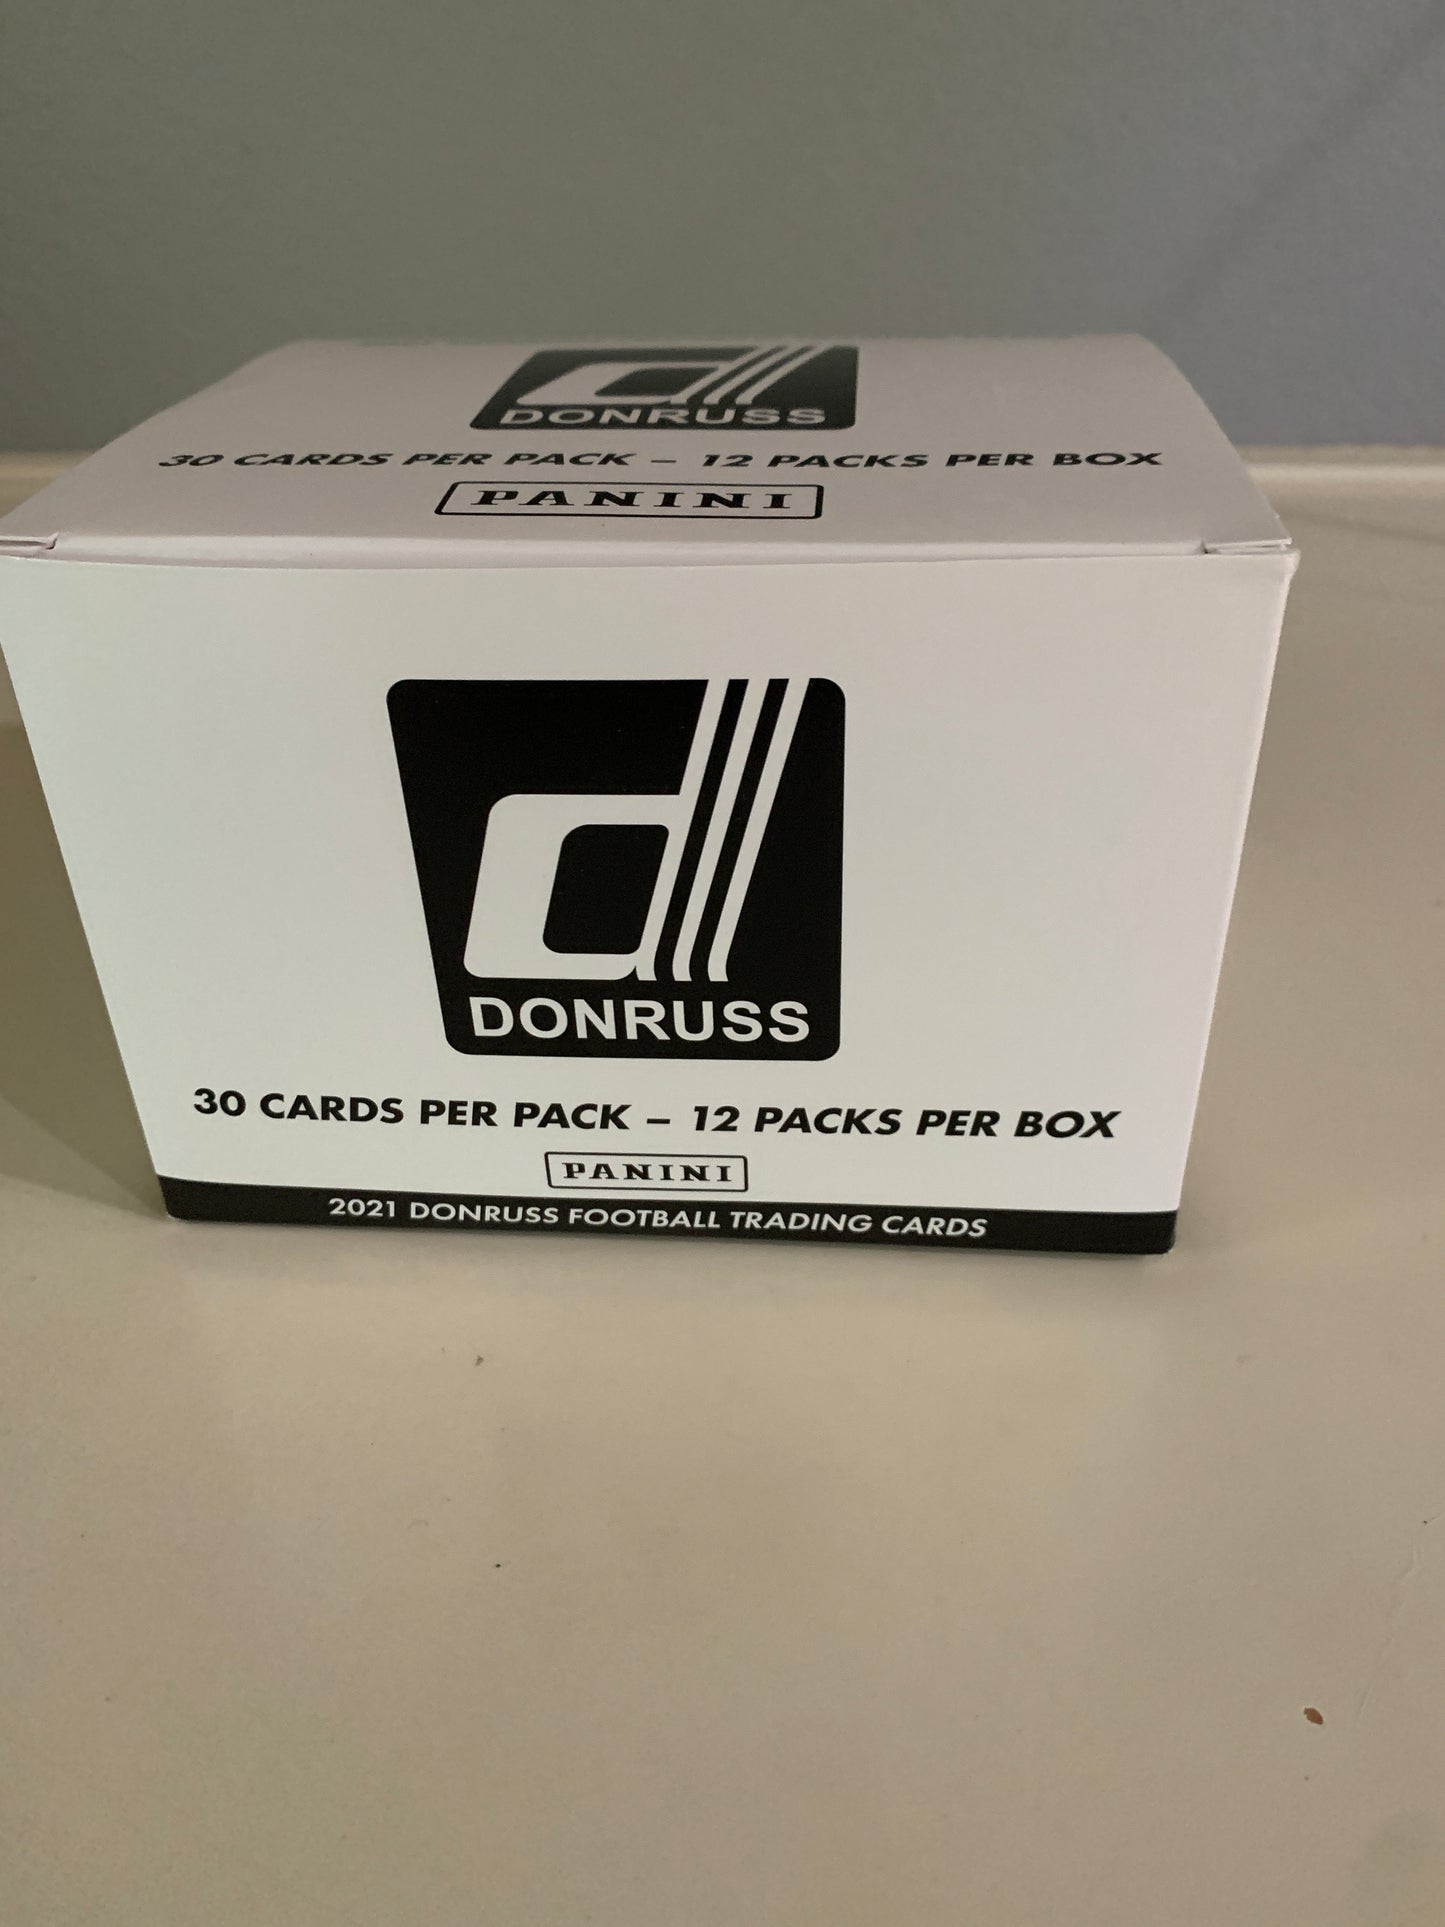 DONRUSS
30 CARDS PER PACK – 12 PACKS PER BOX
PANINI
d
DONRUSS
30 CARDS PER PACK – 12 PACKS PER BOX
PANINI
2021 DONRUSS FOOTBALL TRADING CARDS